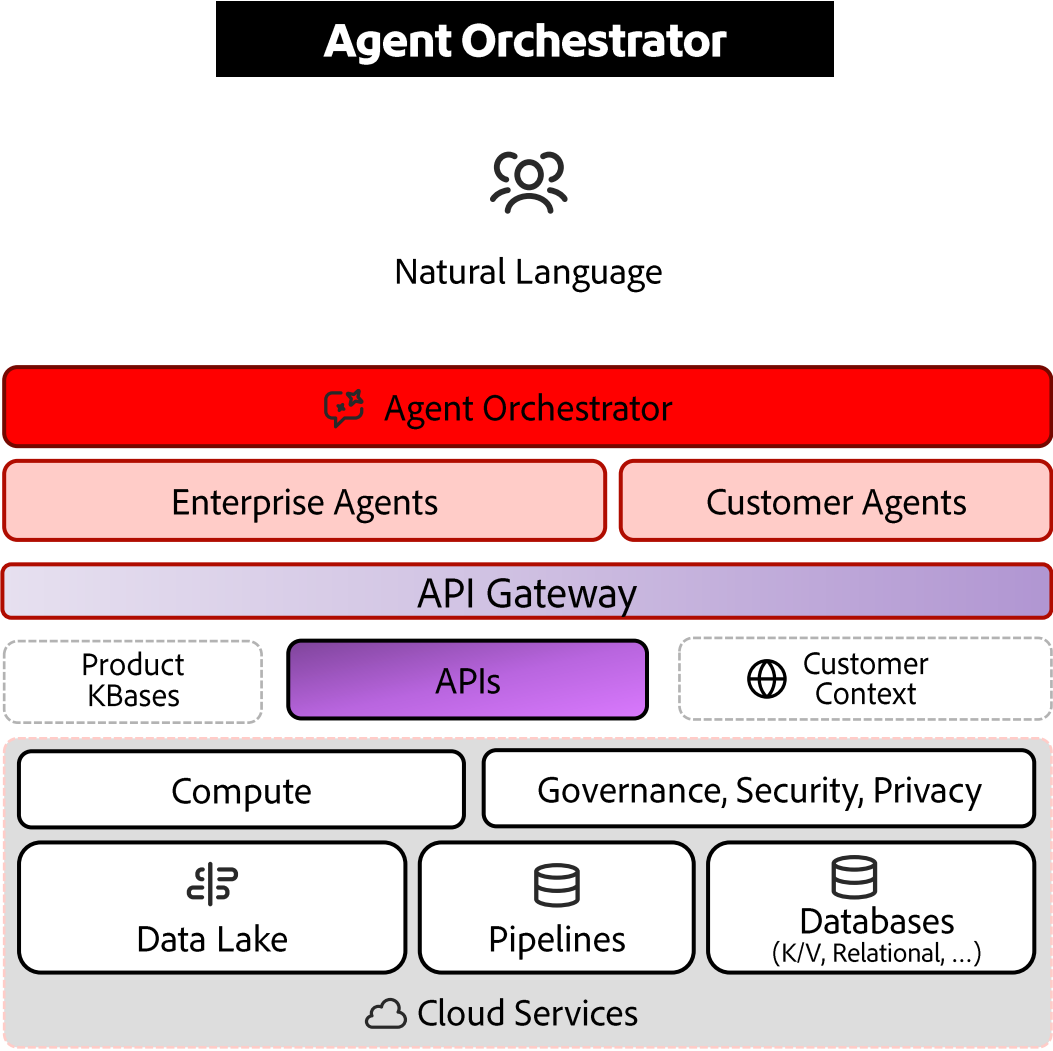 Agent Orchestrator
Natural Language
Agent Orchestrator
Enterprise Agents
Customer Agents
API Gateway
Product
KBases
APIs
Customer
Context
Compute
Governance, Security, Privacy
Data Lake
Pipelines
Databases
(K/V, Relational, ...)
Cloud Services